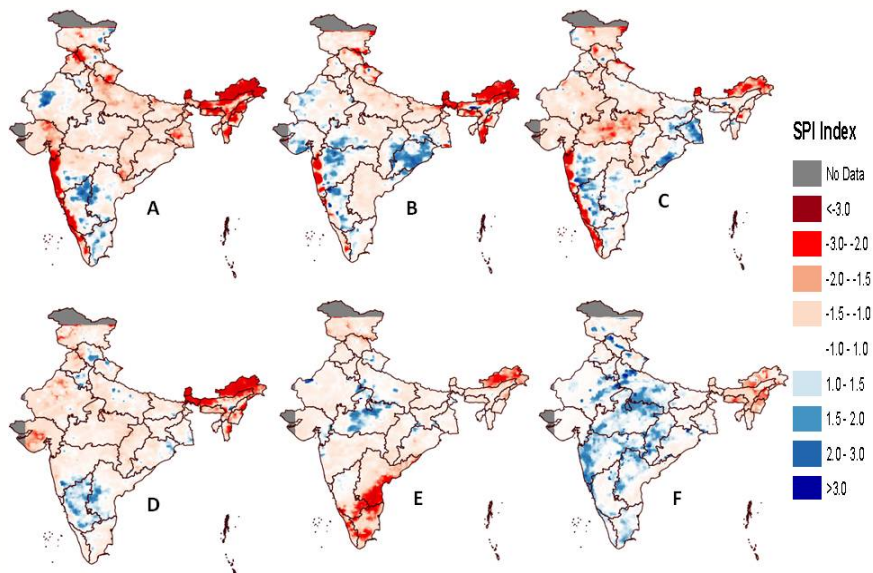 A
B
C
D
E
F
SPI Index
No Data
<-3.0
-3.0- -2.0
-2.0 - -1.5
-1.5 - -1.0
-1.0 - 1.0
1.0 - 1.5
1.5- 2.0
2.0 - 3.0
>3.0